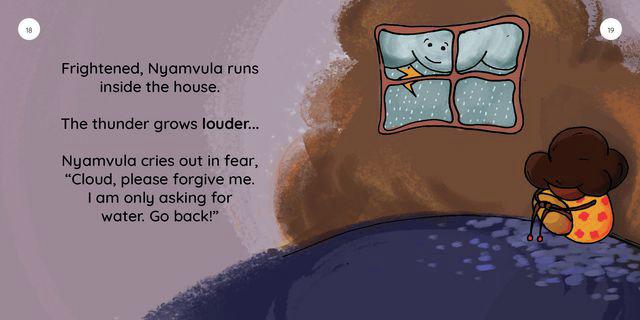 18
19
Frightened, Nyamvula runs
inside the house.
The thunder grows louder...
Nyamvula cries out in fear,
“Cloud, please forgive me.
I am only asking for
water. Go back!”